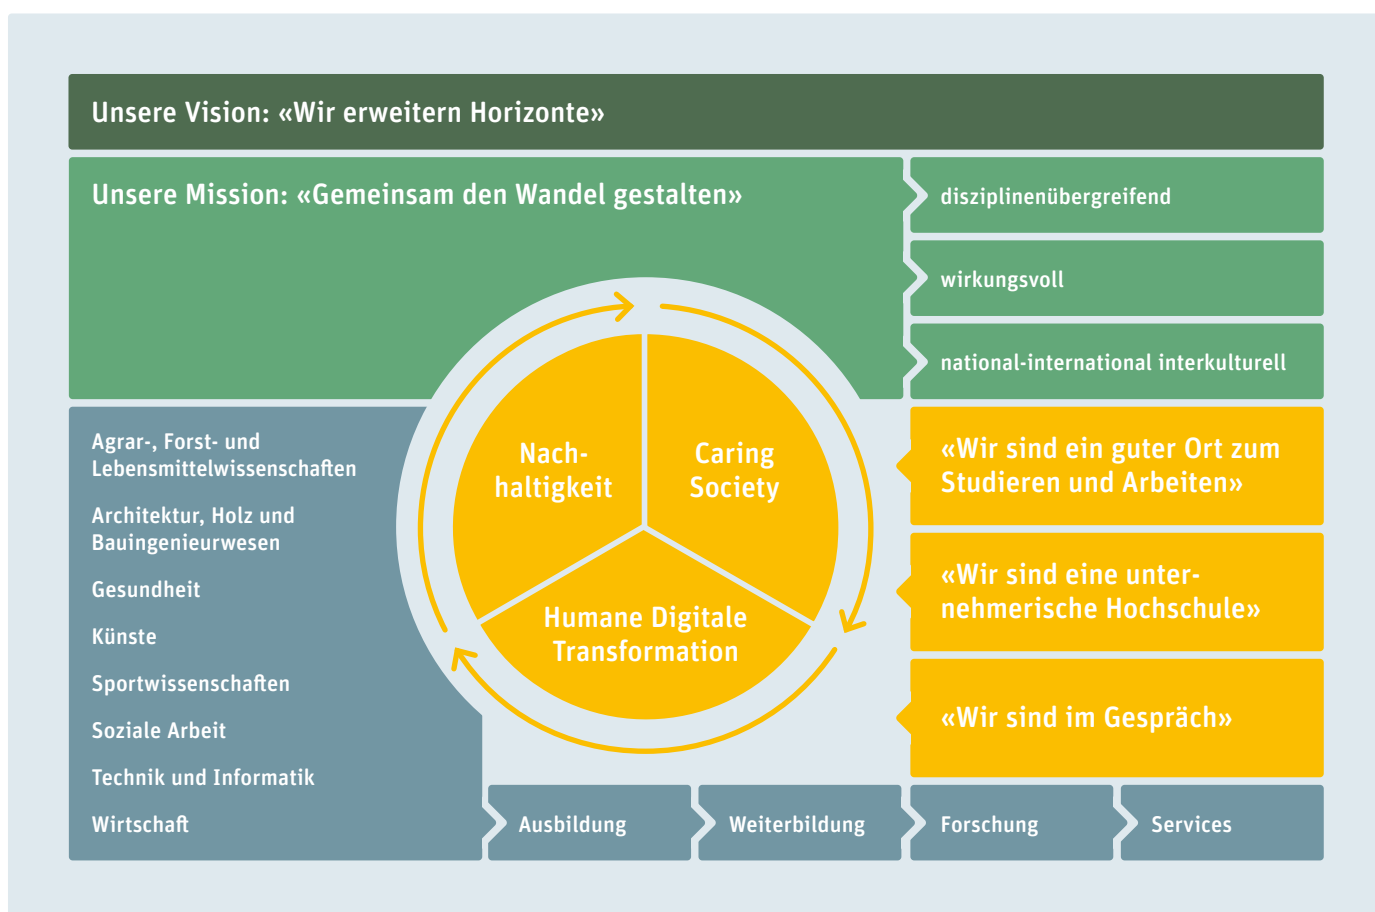 Unsere Vision: «Wir erweitern Horizonte»
Unsere Mission: «Gemeinsam den Wandel gestalten»
disziplinenübergreifend
wirkungsvoll
national-international interkulturell
Agrar-, Forst- und
Lebensmittelwissenschaften
Architektur, Holz und
Bauingenieurwesen
Gesundheit
Künste
Sportwissenschaften
Soziale Arbeit
Technik und Informatik
Wirtschaft
Nach-
haltigkeit
Caring
Society
Humane Digitale
Transformation
«Wir sind ein guter Ort zum
Studieren und Arbeiten»
«Wir sind eine unter-
nehmerische Hochschule»
«Wir sind im Gespräch»
Ausbildung
Weiterbildung
Forschung
Services